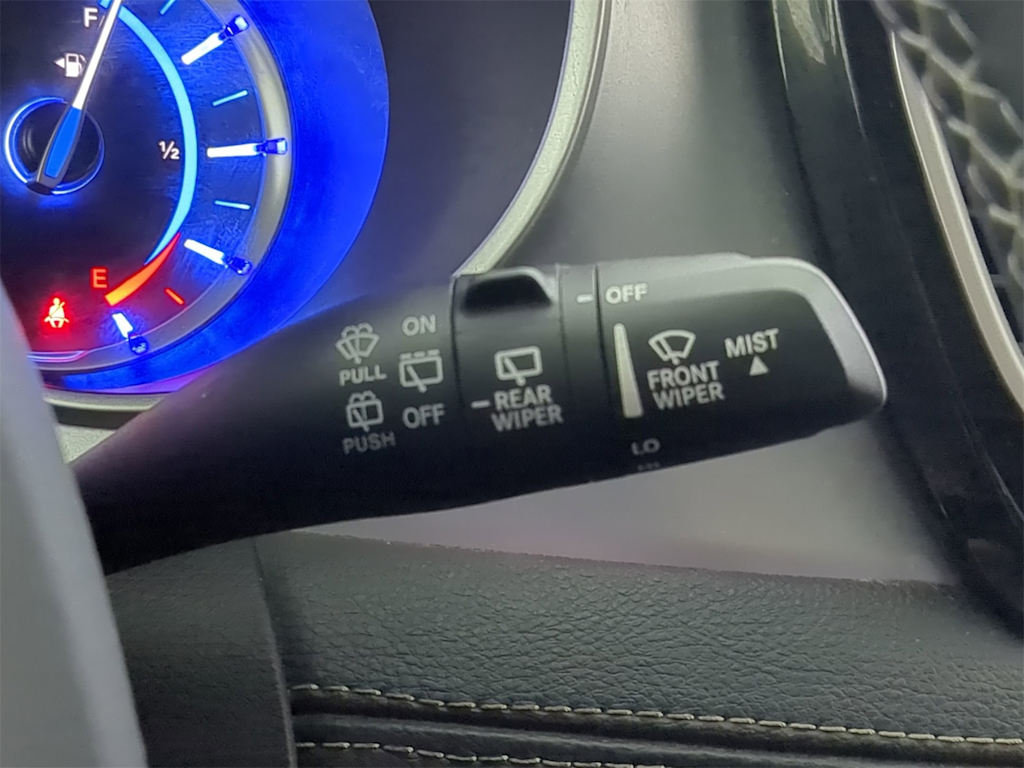 F
½
E
ON
PULL
OFF
PUSH
REAR
WIPER
OFF
FRONT
WIPER
MIST
LO